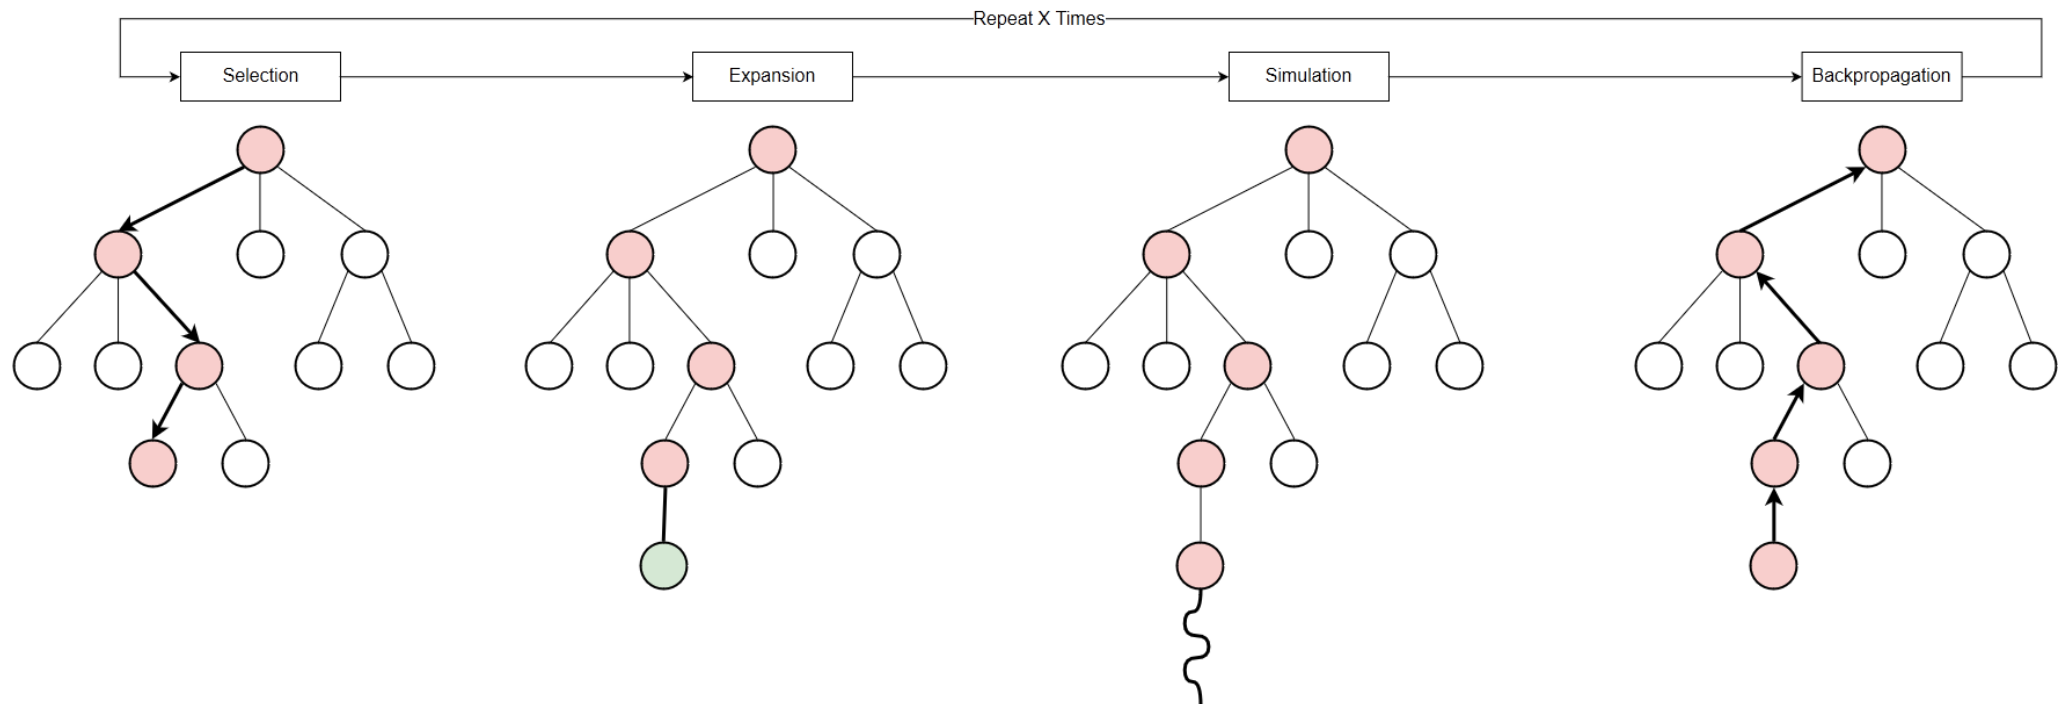 Repeat X Times
Selection
Expansion
Simulation
Backpropagation